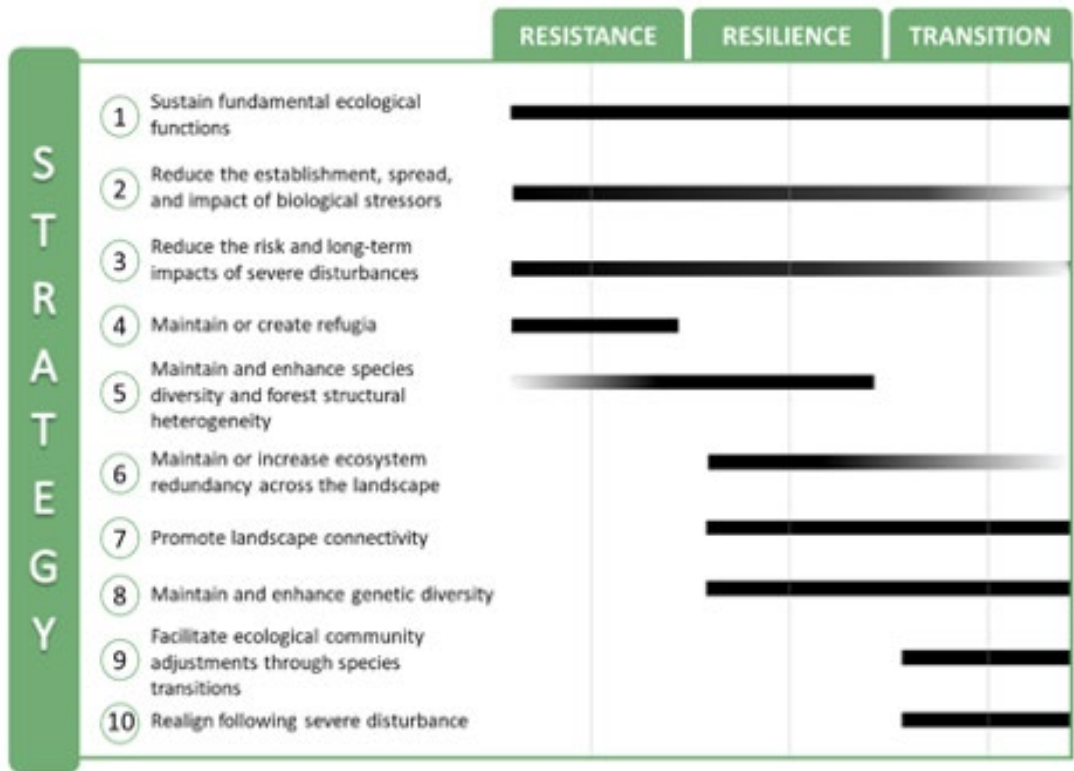 RESISTANCE RESILIENCE TRANSITION
STRATEGY
1 Sustain fundamental ecological
functions
2 Reduce the establishment, spread,
and impact of biological stressors
3 Reduce the risk and long-term
impacts of severe disturbances
4 Maintain or create refugia
5 Maintain and enhance species
diversity and forest structural
heterogeneity
6 Maintain or increase ecosystem
redundancy across the landscape
7 Promote landscape connectivity
8 Maintain and enhance genetic diversity
9 Facilitate ecological community
adjustments through species
transitions
10 Realign following severe disturbance